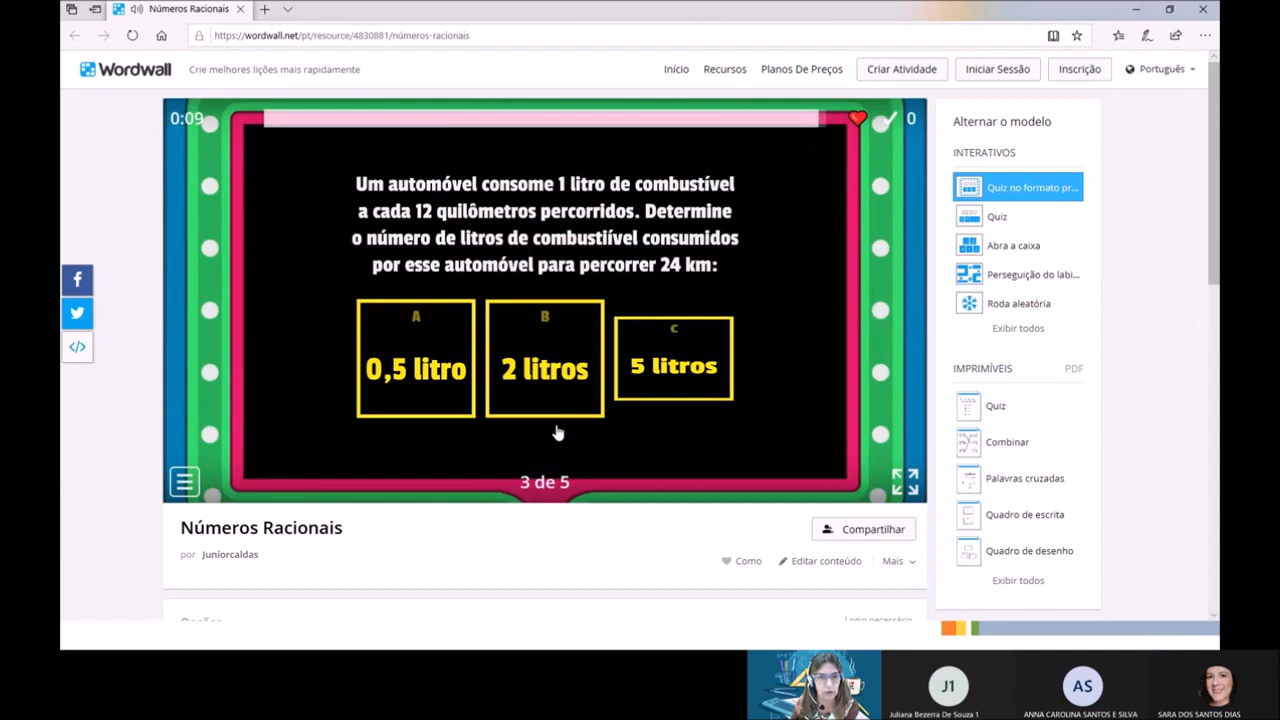 Números Racionais
https://wordwall.net/pt/resource/4830881/números-racionais
Wordwall
Crie melhores lições mais rapidamente
Início
Recursos
Planos De Preços
Criar Atividade
Iniciar Sessão
Inscrição
Português
0:09
0
Um automóvel consome 1 litro de combustível
a cada 12 quilômetros percorridos. Determine
o número de litros de combustiível consumidos
por esse automóvel para percorrer 24 km:
A
0,5 litro
B
2 litros
C
5 litros
3 de 5
Números Racionais
por Juniorcaldas
Compartilhar
Como
Editar conteúdo
Mais
Opções
Login necessário
Alternar o modelo
INTERATIVOS
Quiz no formato pr...
Quiz
Abra a caixa
Perseguição do labi...
Roda aleatória
Exibir todos
IMPRIMÍVEIS
PDF
Quiz
Combinar
Palavras cruzadas
Quadro de escrita
Quadro de desenho
Exibir todos
J1
Juliana Bezerra De Souza 1
AS
ANNA CAROLINA SANTOS E SILVA
SARA DOS SANTOS DIAS